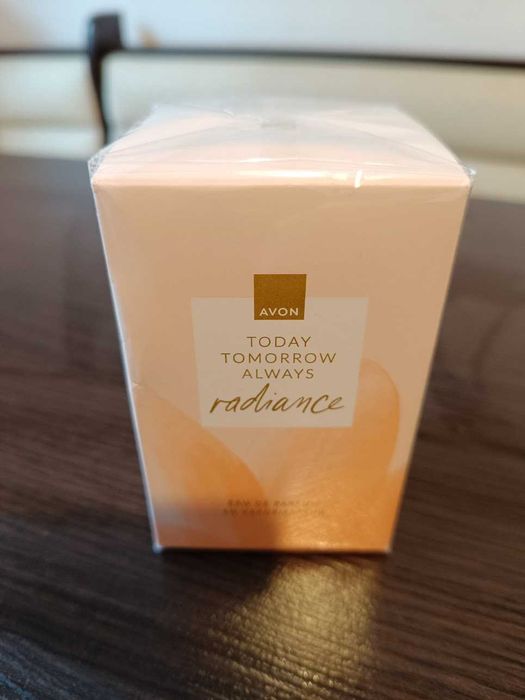 AVON
TODAY
TOMORROW
ALWAYS
radiance
EAU DE PARFUM